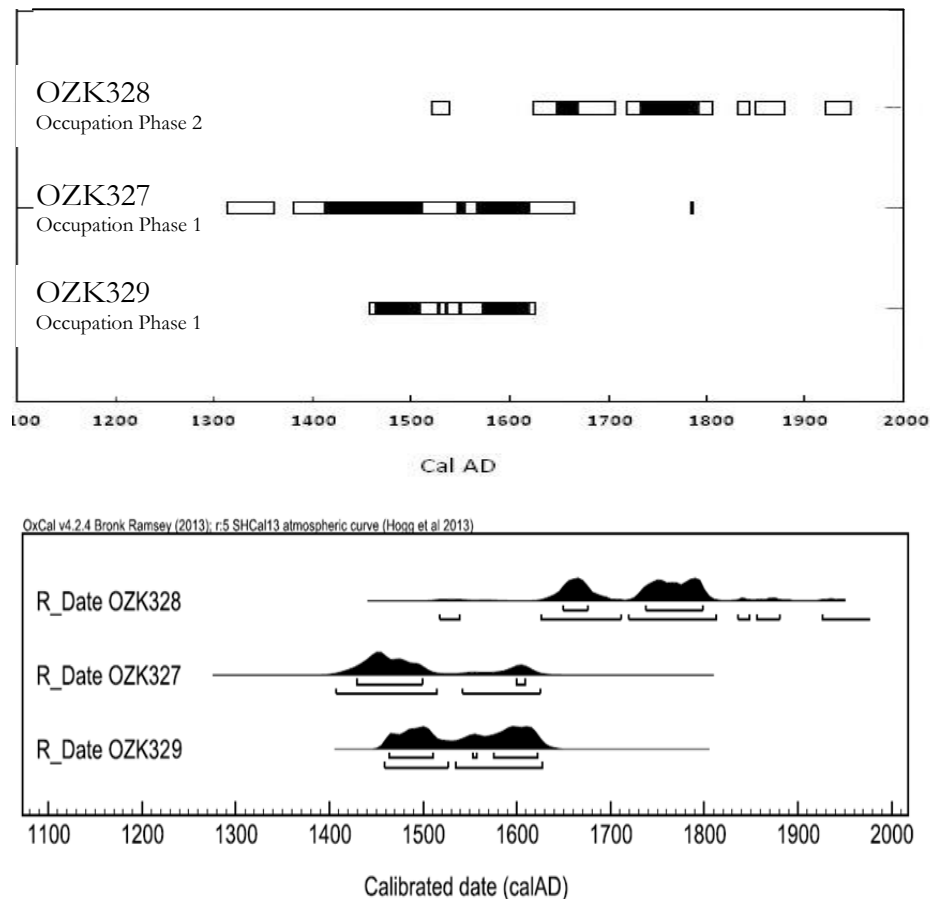 OZK328
Occupation Phase 2
OZK327
Occupation Phase 1
OZK329
Occupation Phase 1
100 1200 1300 1400 1500 1600 1700 1800 1900 2000
Cal AD
OxCal v4.2.4 Bronk Ramsey (2013); r:5 SHCal13 atmospheric curve (Hogg et al 2013)
R_Date OZK328
R_Date OZK327
R_Date OZK329
1100 1200 1300 1400 1500 1600 1700 1800 1900 2000
Calibrated date (calAD)